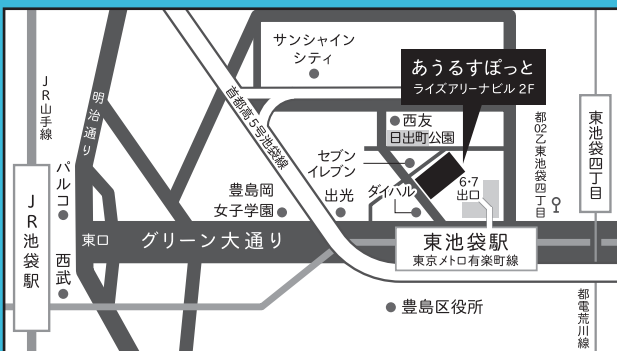 サンシャイン
シティ
あうるすぽっと
ライズアリーナビル 2F
JR山手線
明治通り
首都高5号池袋線
西友
日出町公園
都02乙東池袋四丁目
東池袋四丁目
パルコ
セブン
イレブン
ダイハル
6・7
出口
豊島岡
女子学園
出光
JR池袋駅
東口
グリーン大通り
東池袋駅
東京メトロ有楽町線
西武
豊島区役所
都電荒川線